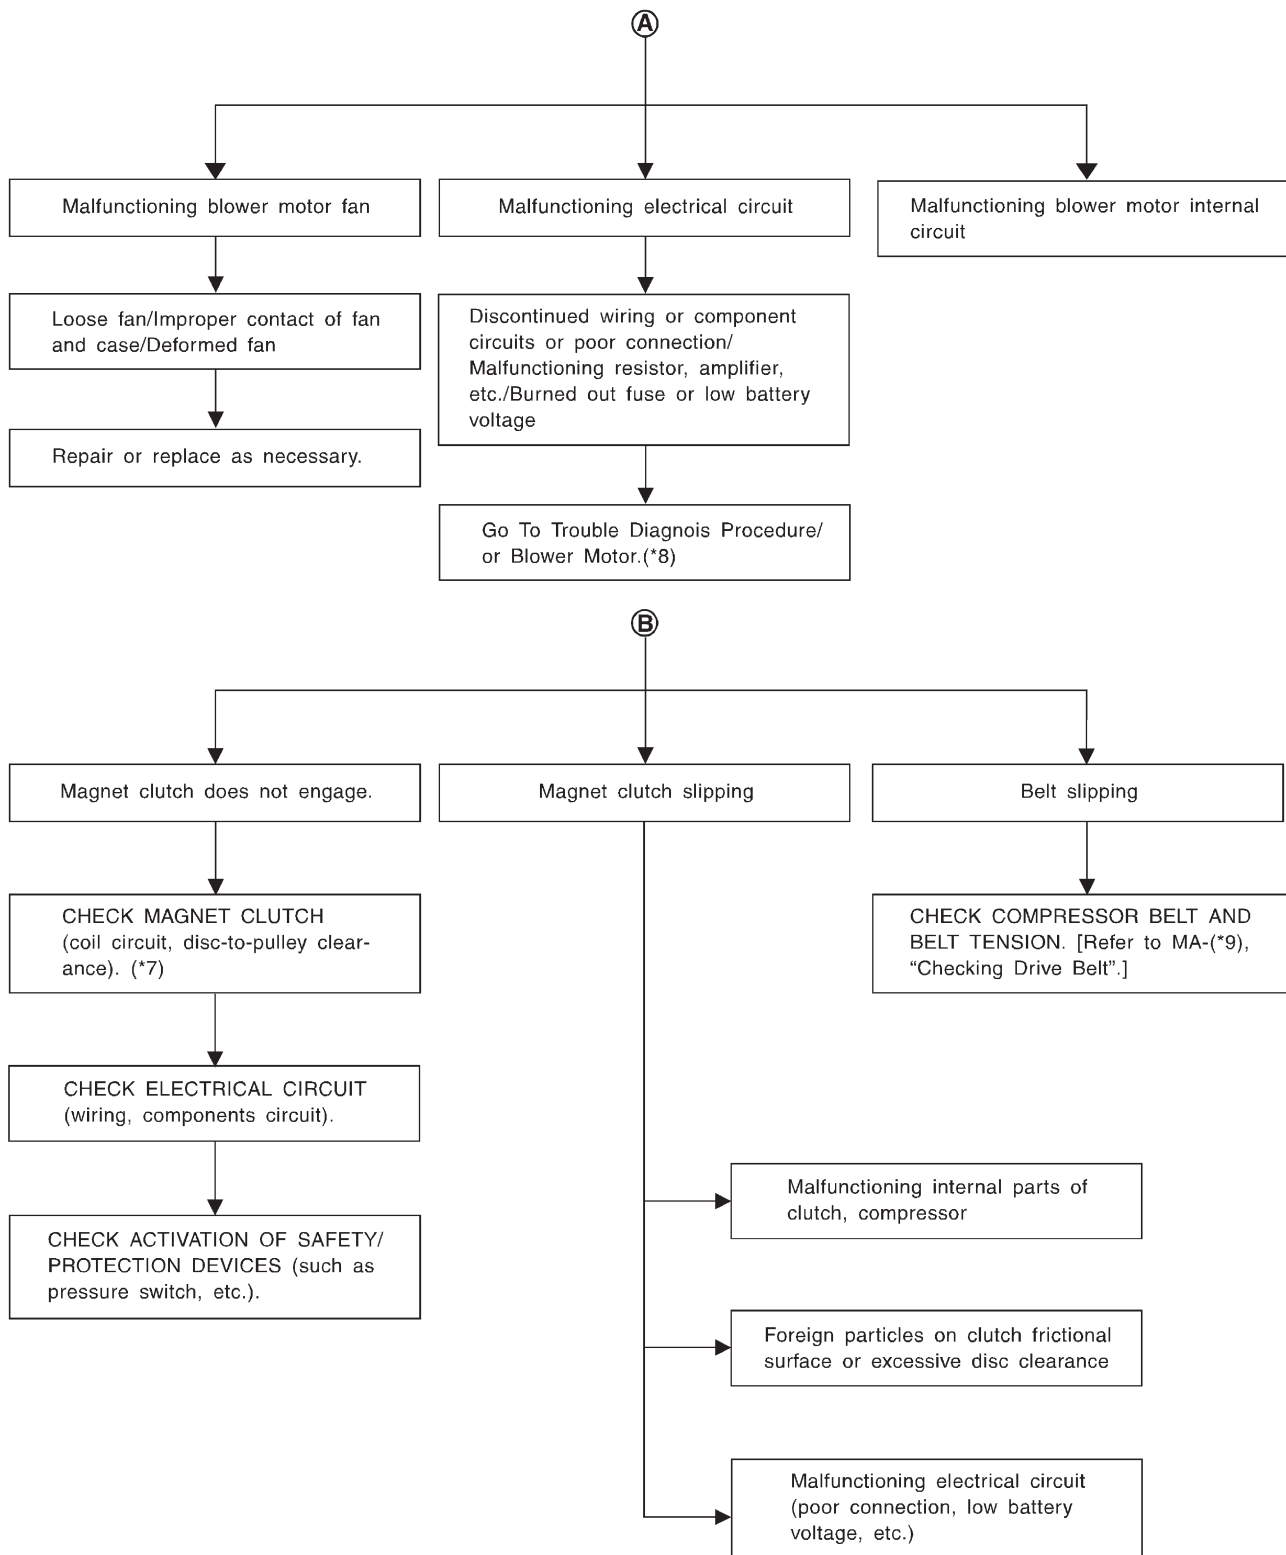 A
Malfunctioning blower motor fan
Malfunctioning electrical circuit
Malfunctioning blower motor internal
circuit
Loose fan/Improper contact of fan
and case/Deformed fan
Discontinued wiring or component
circuits or poor connection/
Malfunctioning resistor, amplifier,
etc./Burned out fuse or low battery
voltage
Repair or replace as necessary.
Go To Trouble Diagnois Procedure/
or Blower Motor.(*8)
B
Magnet clutch does not engage.
Magnet clutch slipping
Belt slipping
CHECK MAGNET CLUTCH
(coil circuit, disc-to-pulley clear-
ance). (*7)
CHECK COMPRESSOR BELT AND
BELT TENSION. [Refer to MA-(*9),
“Checking Drive Belt”.]
CHECK ELECTRICAL CIRCUIT
(wiring, components circuit).
CHECK ACTIVATION OF SAFETY/
PROTECTION DEVICES (such as
pressure switch, etc.).
Malfunctioning internal parts of
clutch, compressor
Foreign particles on clutch frictional
surface or excessive disc clearance
Malfunctioning electrical circuit
(poor connection, low battery
voltage, etc.)